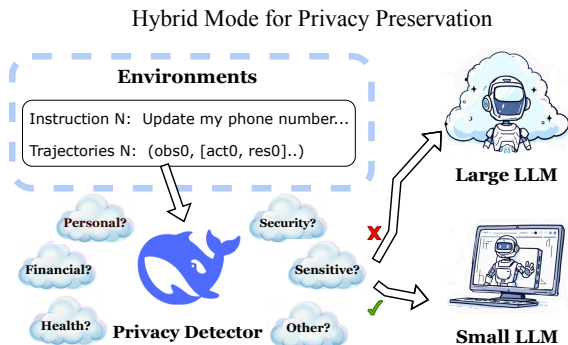 Hybrid Mode for Privacy Preservation
Environments
Instruction N: Update my phone number...
Trajectories N: (obs0, [act0, res0]..)
Large LLM
Personal?
Security?
X
Financial?
Sensitive?
Health?
Privacy Detector
Other?
✓
Small LLM